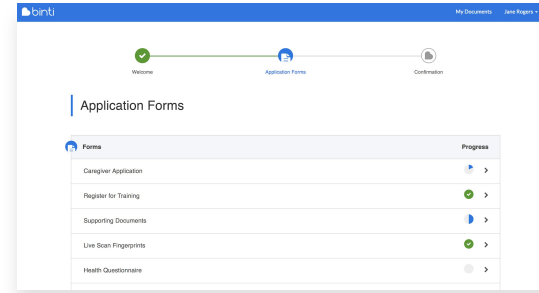 binti
My Documents Jane Rogers
Welcome Application Forms Confirmation
Application Forms
Forms Progress
Caregiver Application
Register for Training
Supporting Documents
Live Scan Fingerprints
Health Questionnaire